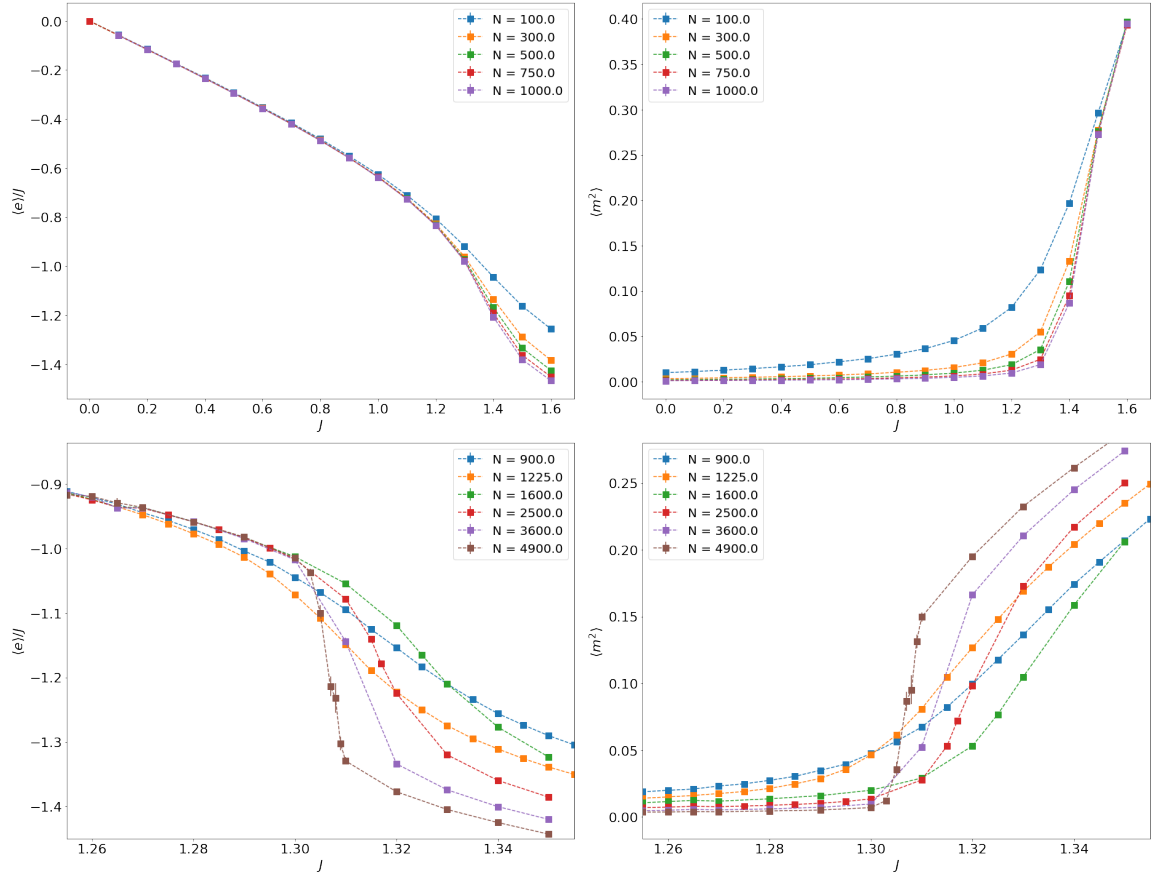 0.0
−0.2
−0.4
−0.6
−0.8
−1.0
−1.2
−1.4
⟨e⟩/J
0.0 0.2 0.4 0.6 0.8 1.0 1.2 1.4 1.6
J
N = 100.0
N = 300.0
N = 500.0
N = 750.0
N = 1000.0
0.40
0.35
0.30
0.25
0.20
0.15
0.10
0.05
0.00
⟨m²⟩
0.0 0.2 0.4 0.6 0.8 1.0 1.2 1.4 1.6
J
N = 100.0
N = 300.0
N = 500.0
N = 750.0
N = 1000.0
−0.9
−1.0
−1.1
−1.2
−1.3
−1.4
⟨e⟩/J
1.26 1.28 1.30 1.32 1.34
J
N = 900.0
N = 1225.0
N = 1600.0
N = 2500.0
N = 3600.0
N = 4900.0
0.25
0.20
0.15
0.10
0.05
0.00
⟨m²⟩
1.26 1.28 1.30 1.32 1.34
J
N = 900.0
N = 1225.0
N = 1600.0
N = 2500.0
N = 3600.0
N = 4900.0